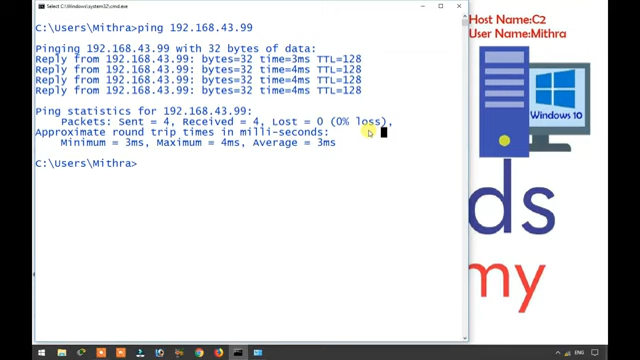 Select C:\Windows\system32\cmd.exe
C:\Users\Mithra>ping 192.168.43.99
Pinging 192.168.43.99 with 32 bytes of data:
Reply from 192.168.43.99: bytes=32 time=3ms TTL=128
Reply from 192.168.43.99: bytes=32 time=4ms TTL=128
Reply from 192.168.43.99: bytes=32 time=4ms TTL=128
Reply from 192.168.43.99: bytes=32 time=4ms TTL=128
Ping statistics for 192.168.43.99:
Packets: Sent = 4, Received = 4, Lost = 0 (0% loss),
Approximate round trip times in milli-seconds:
Minimum = 3ms, Maximum = 4ms, Average = 3ms
C:\Users\Mithra>
Host Name:C2
User Name:Mithra
Windows 10
ds
my
ENG